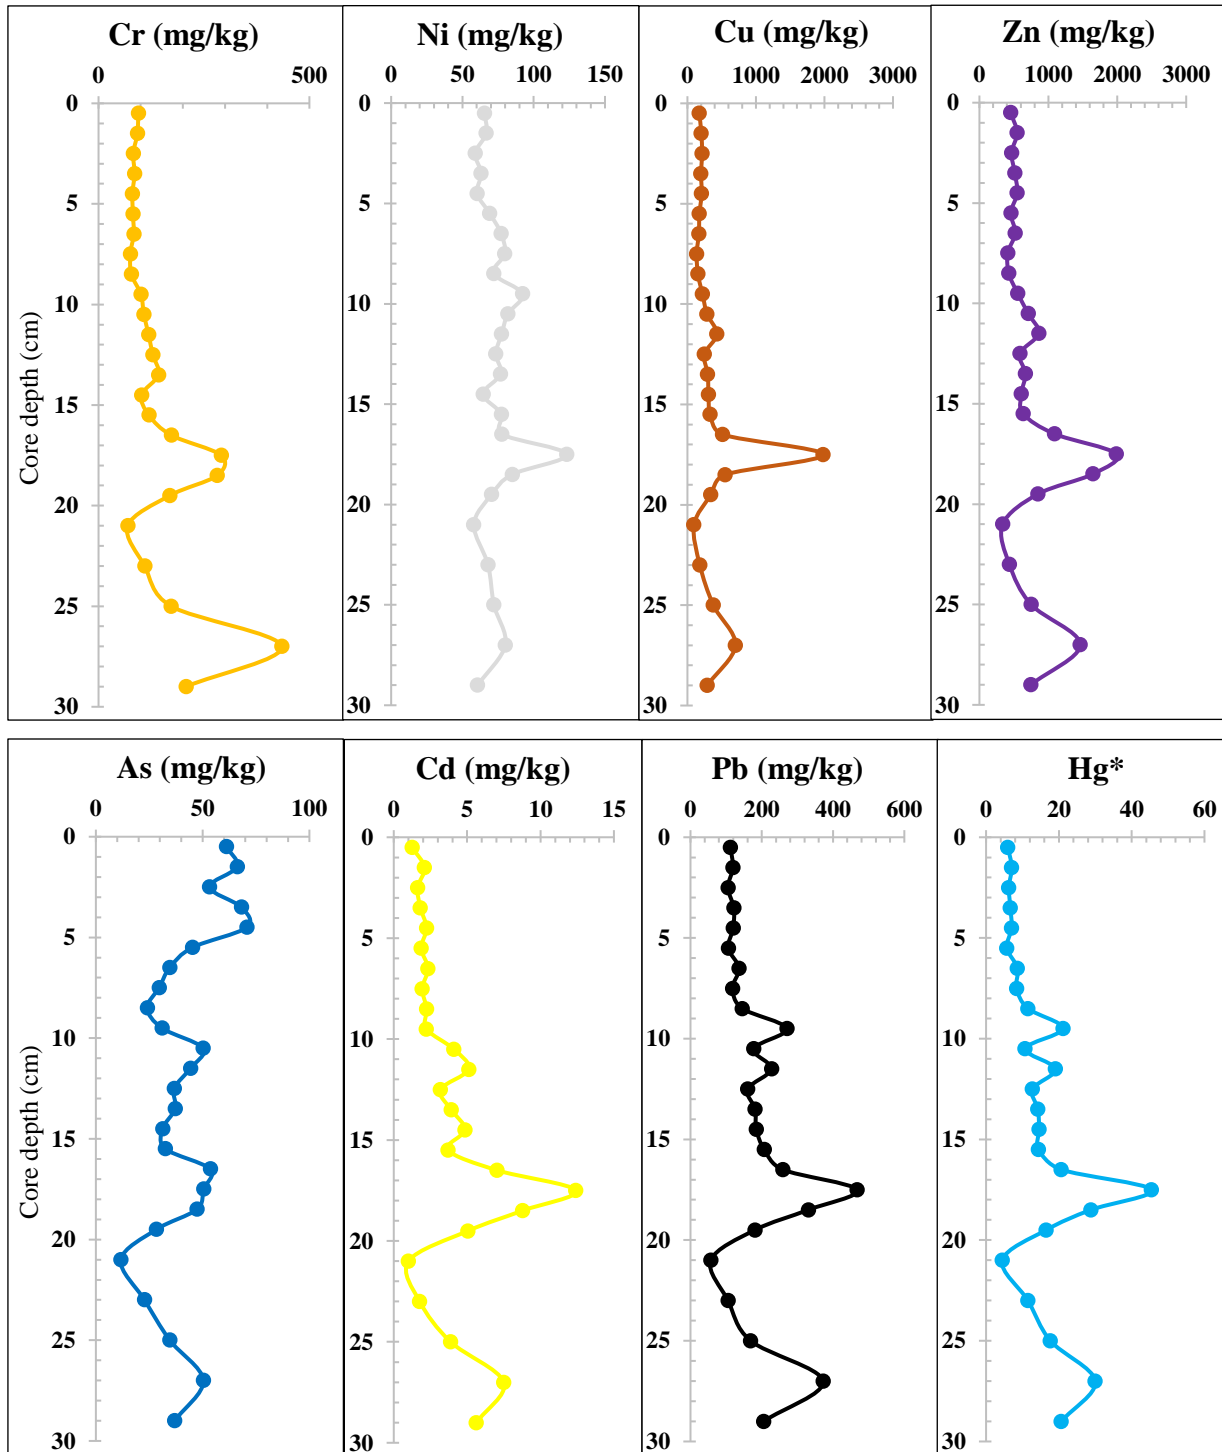 Cr (mg/kg)
Ni (mg/kg)
Cu (mg/kg)
Zn (mg/kg)
0 500
0 50 100 150
0 1000 2000 3000
0 1000 2000 3000
0 0 0 0
5 5 5 5
10 10 10 10
15 15 15 15
20 20 20 20
25 25 25 25
30 30 30 30
Core depth (cm)
As (mg/kg)
Cd (mg/kg)
Pb (mg/kg)
Hg*
0 50 100
0 5 10 15
0 200 400 600
0 20 40 60
0 0 0 0
5 5 5 5
10 10 10 10
15 15 15 15
20 20 20 20
25 25 25 25
30 30 30 30
Core depth (cm)